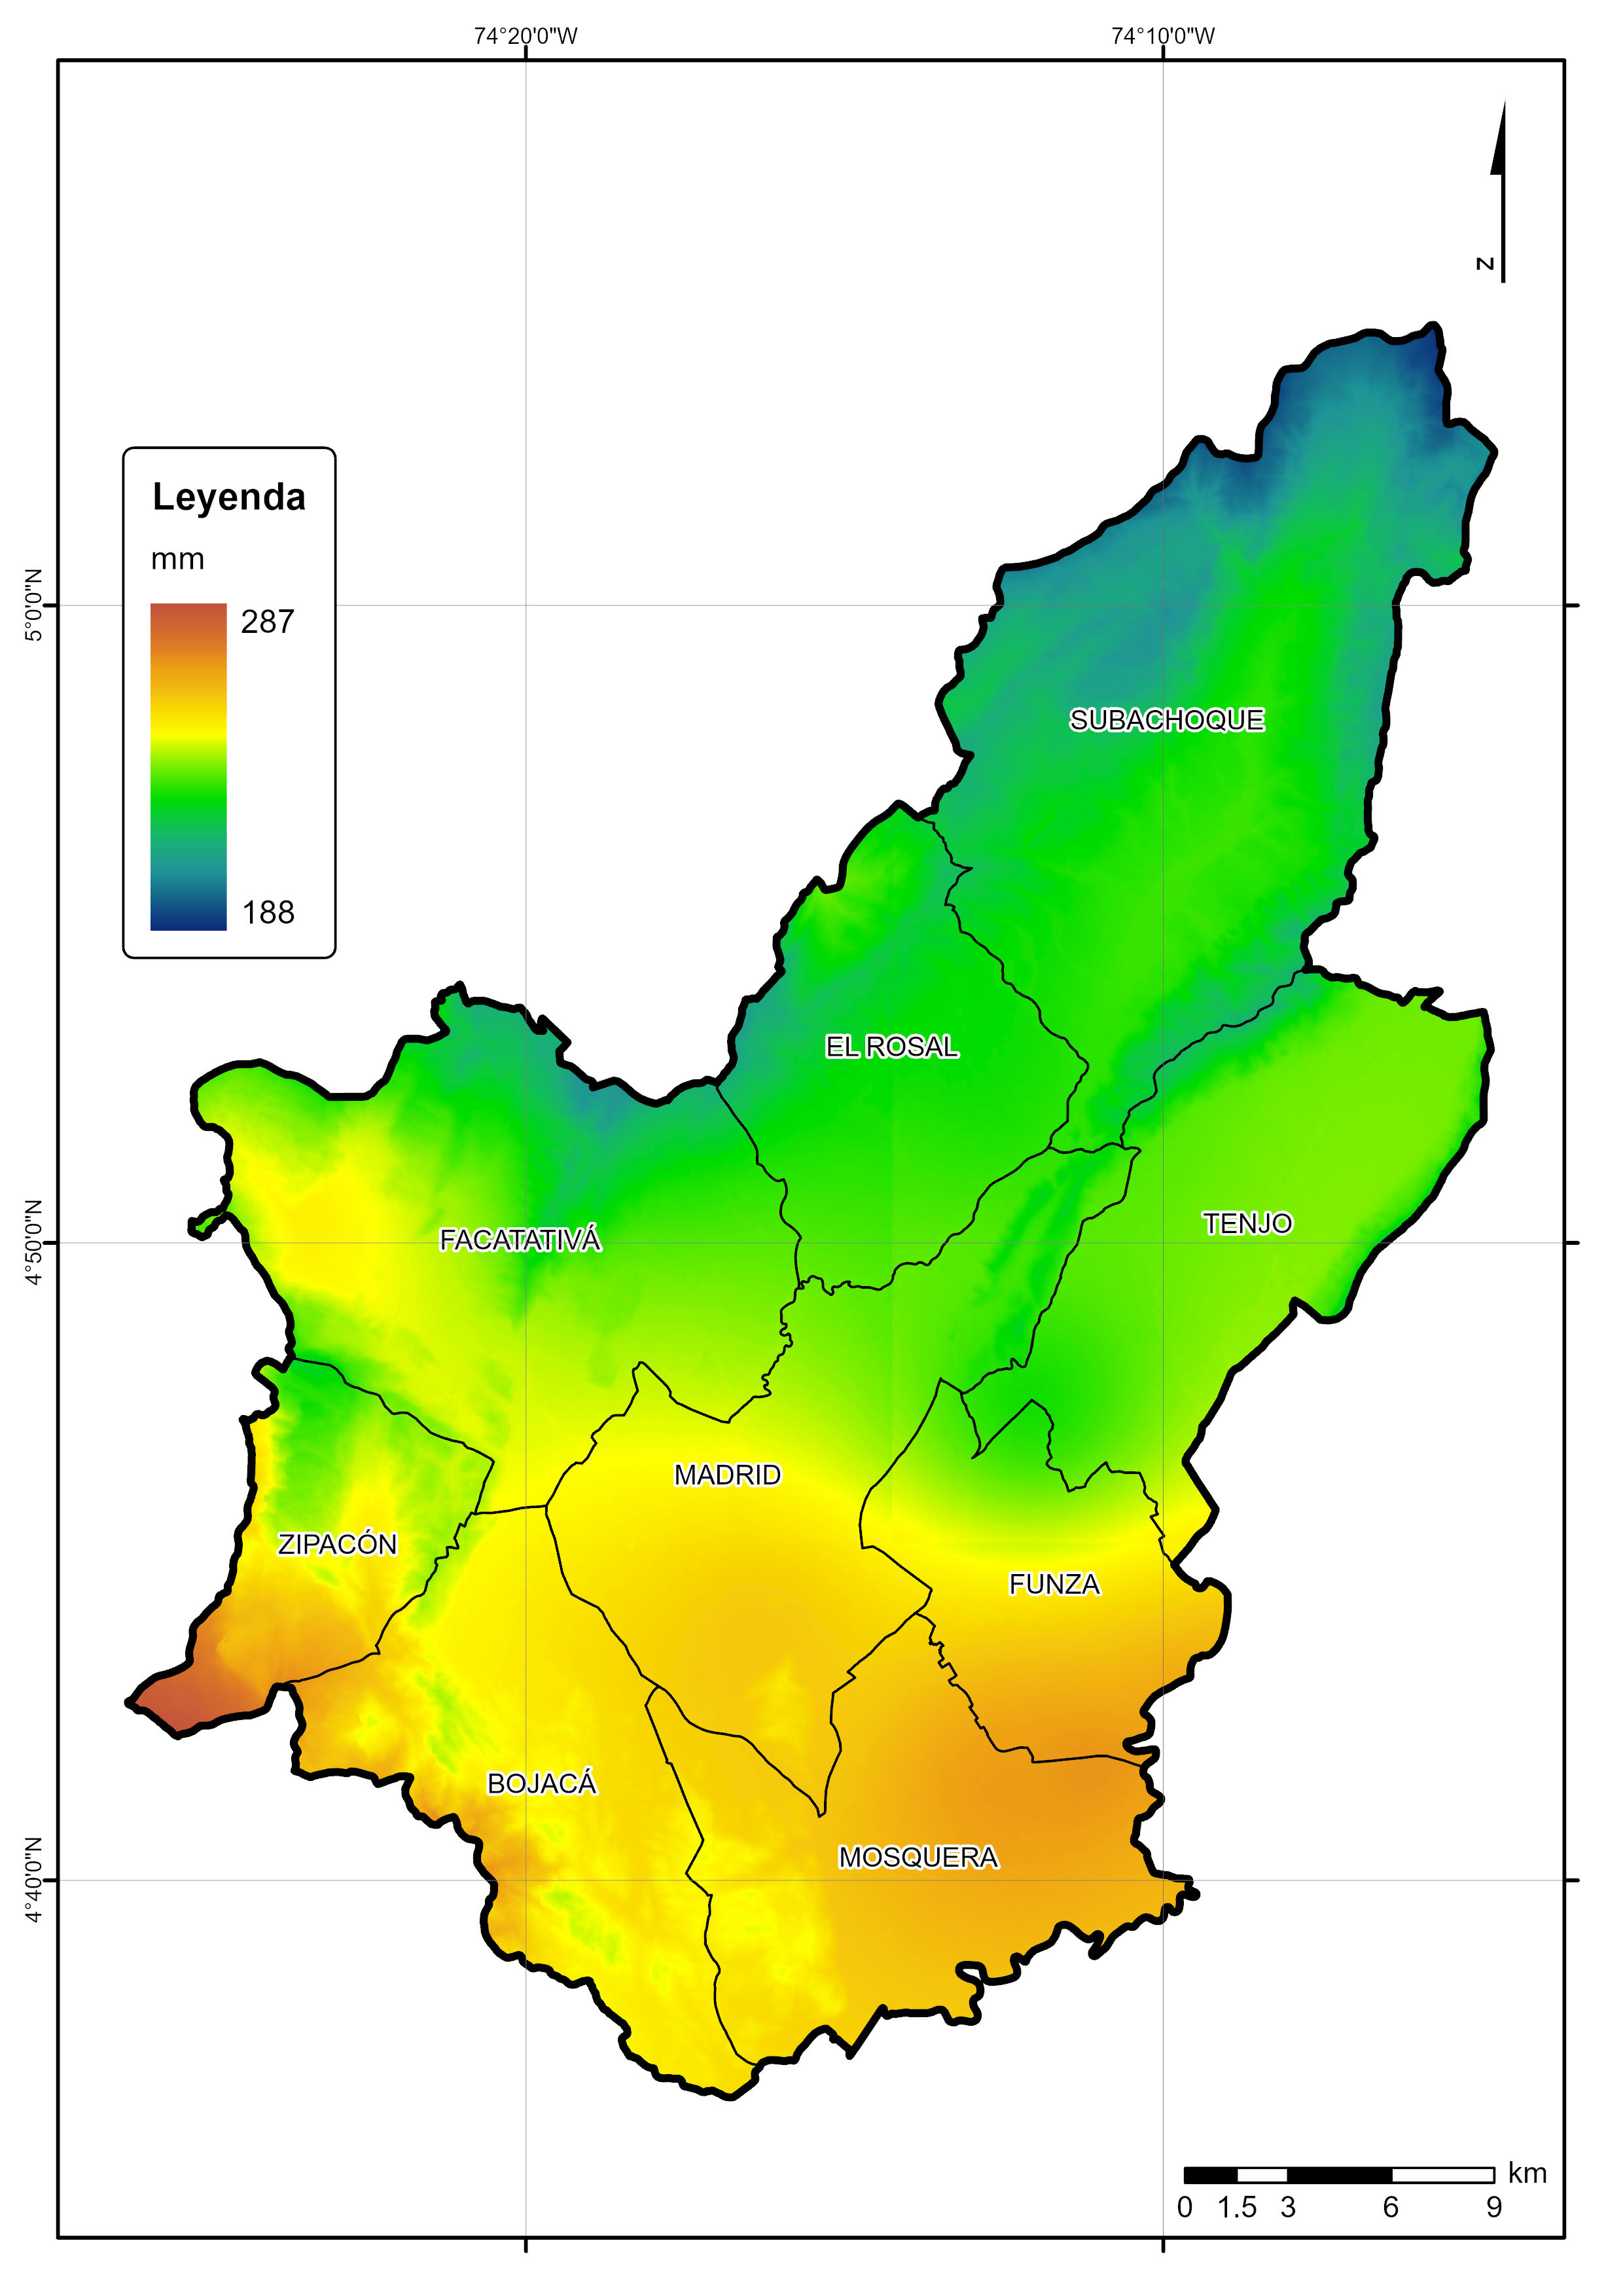 74°20'0"W
74°10'0"W
N
Leyenda
mm
287
188
5°0'0"N
SUBACHOQUE
EL ROSAL
4°50'0"N
FACATATIVÁ
TENJO
MADRID
ZIPACÓN
FUNZA
BOJACÁ
MOSQUERA
4°40'0"N
km
0 1.5 3 6 9